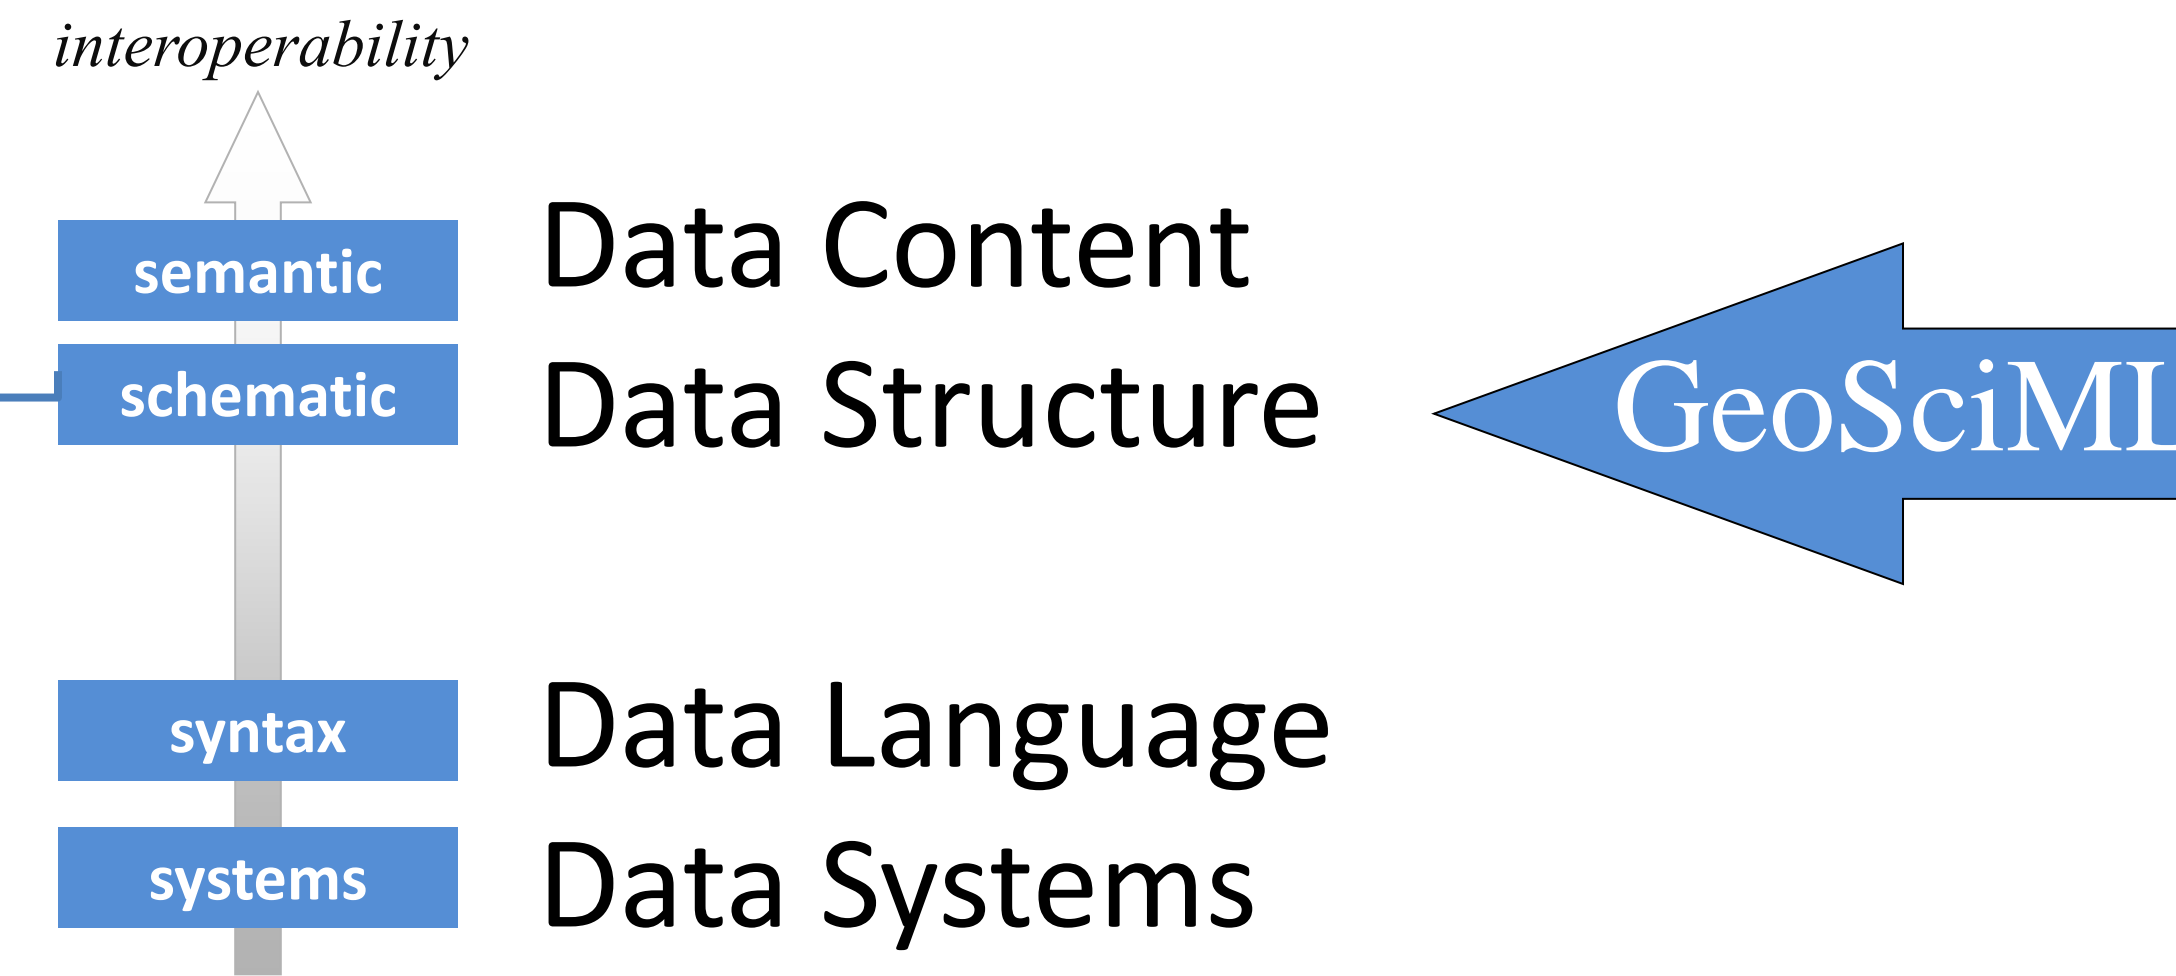 interoperability
semantic
Data Content
schematic
Data Structure
GeoSciML
syntax
Data Language
systems
Data Systems